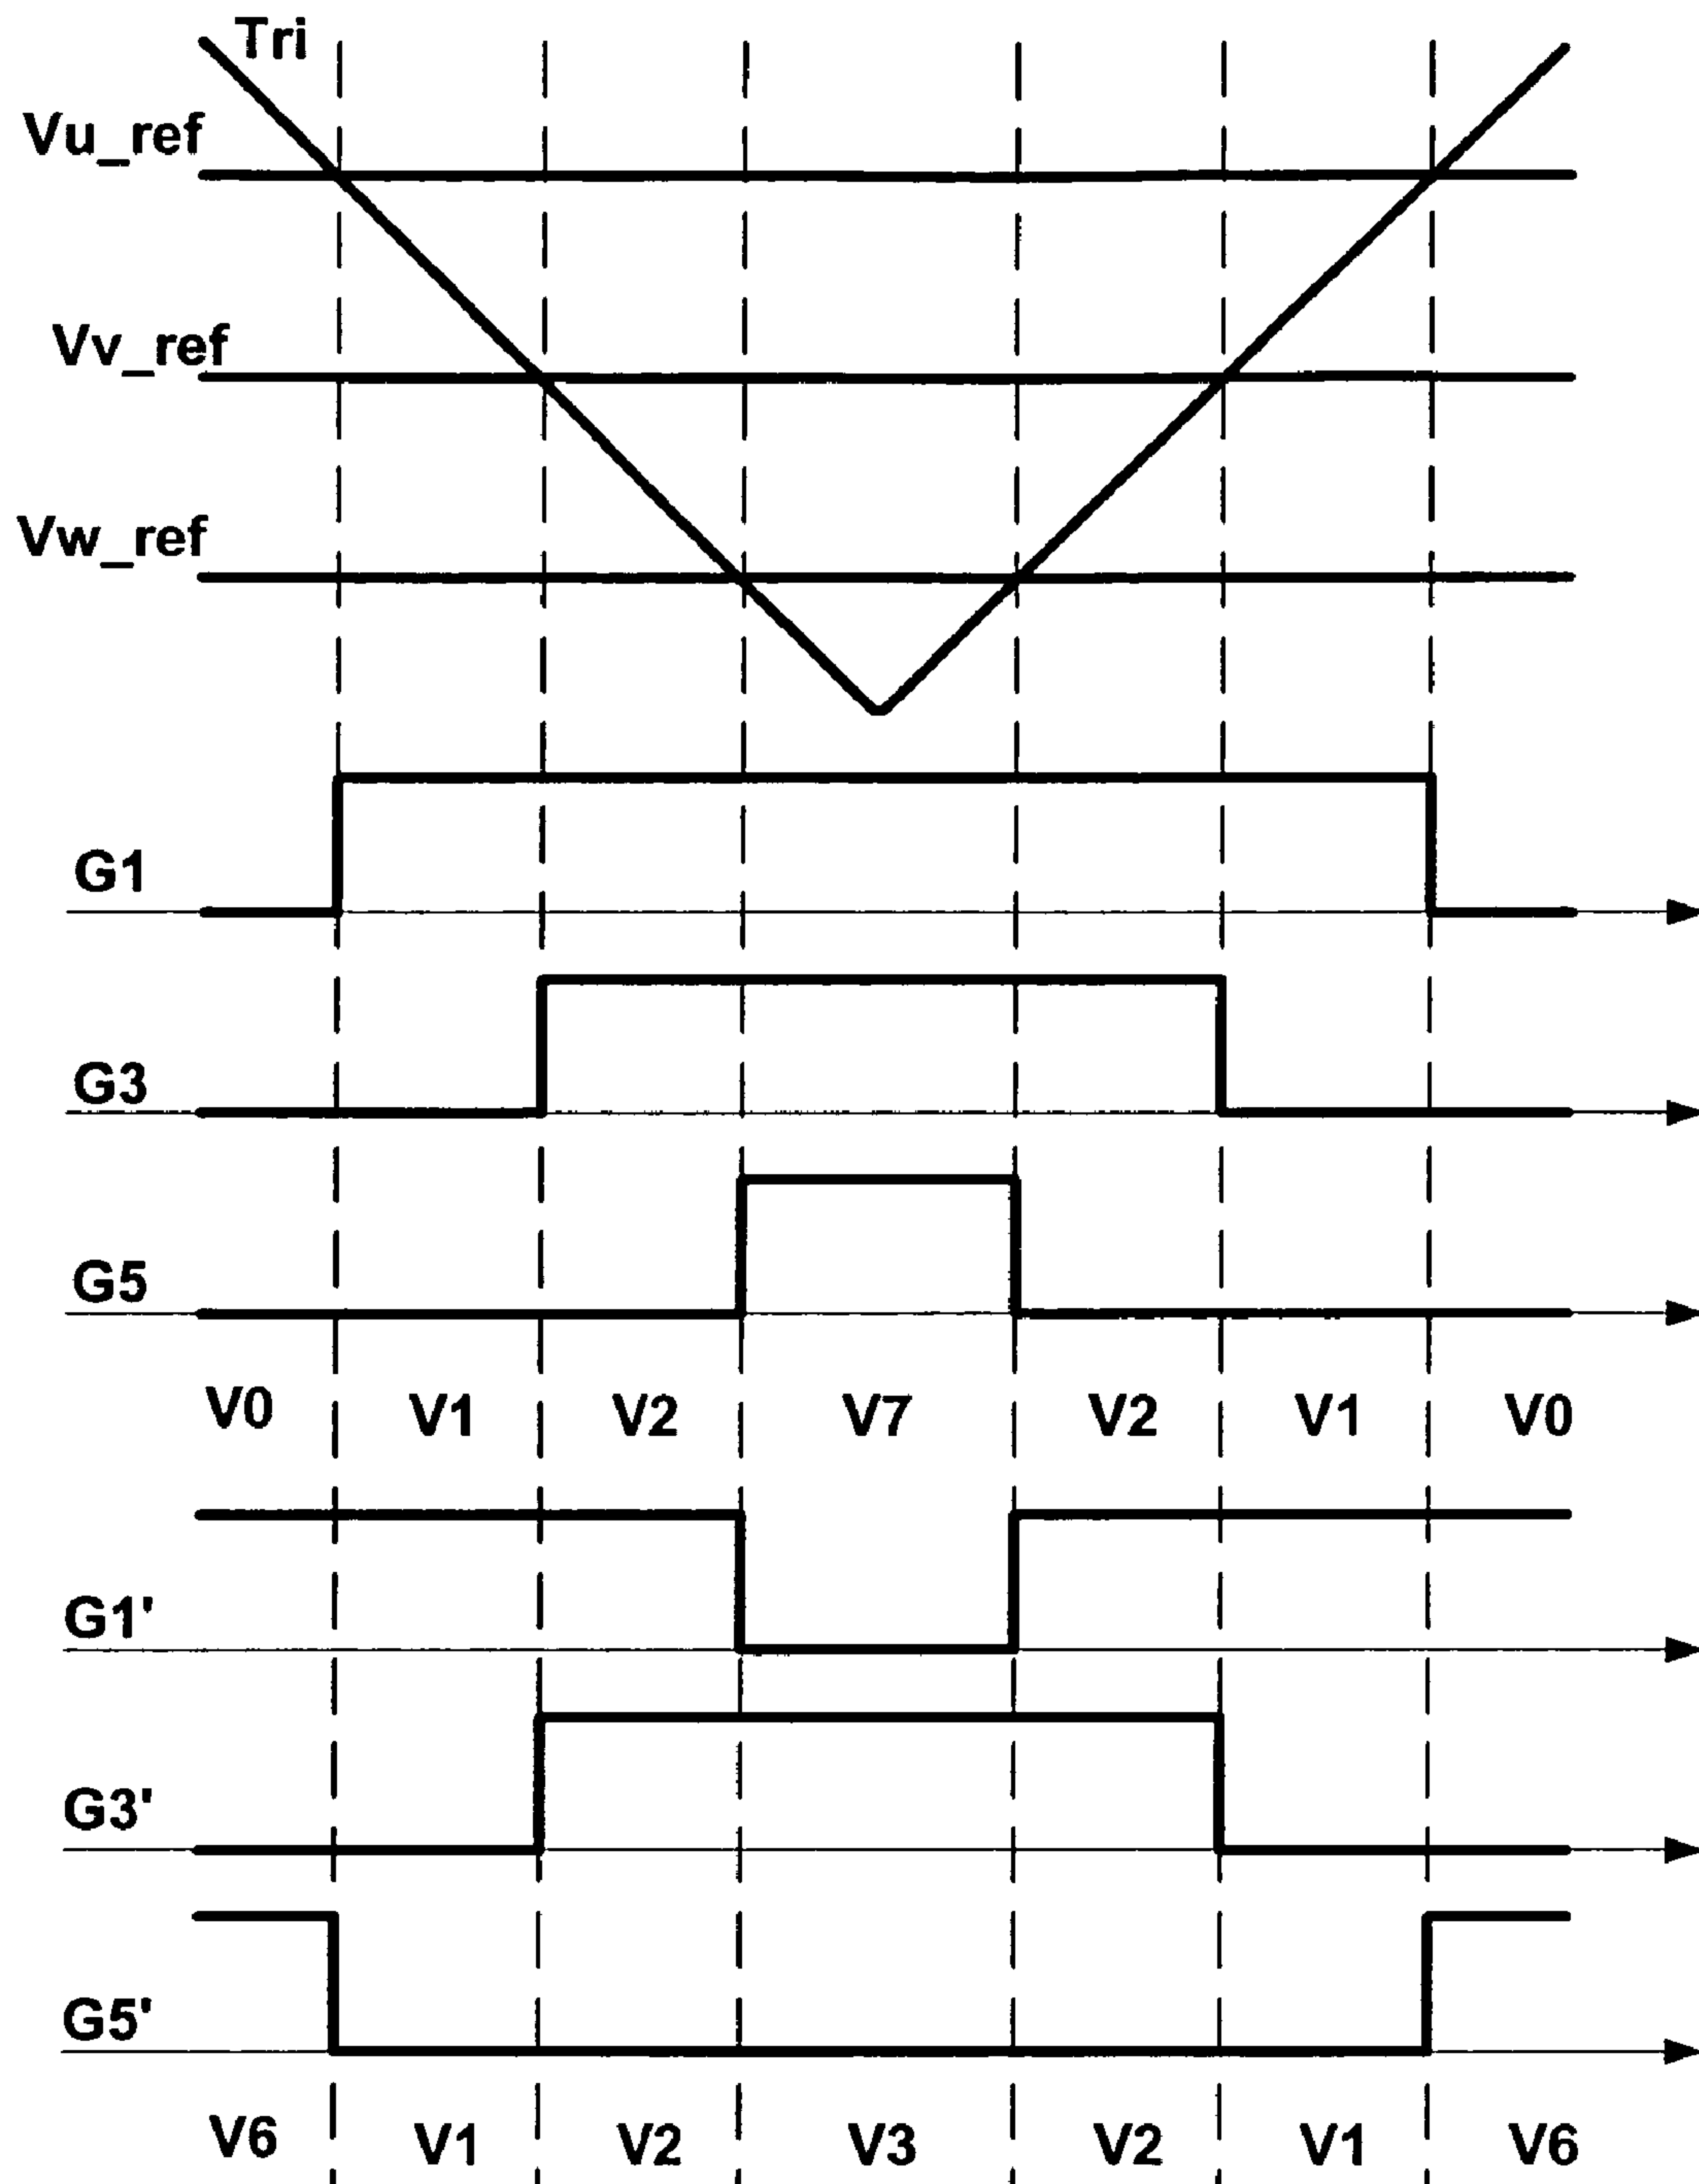 Tri
Vu_ref
Vv_ref
Vw_ref
G1
G3
G5
V0 V1 V2 V7 V2 V1 V0
G1'
G3'
G5'
V6 V1 V2 V3 V2 V1 V6